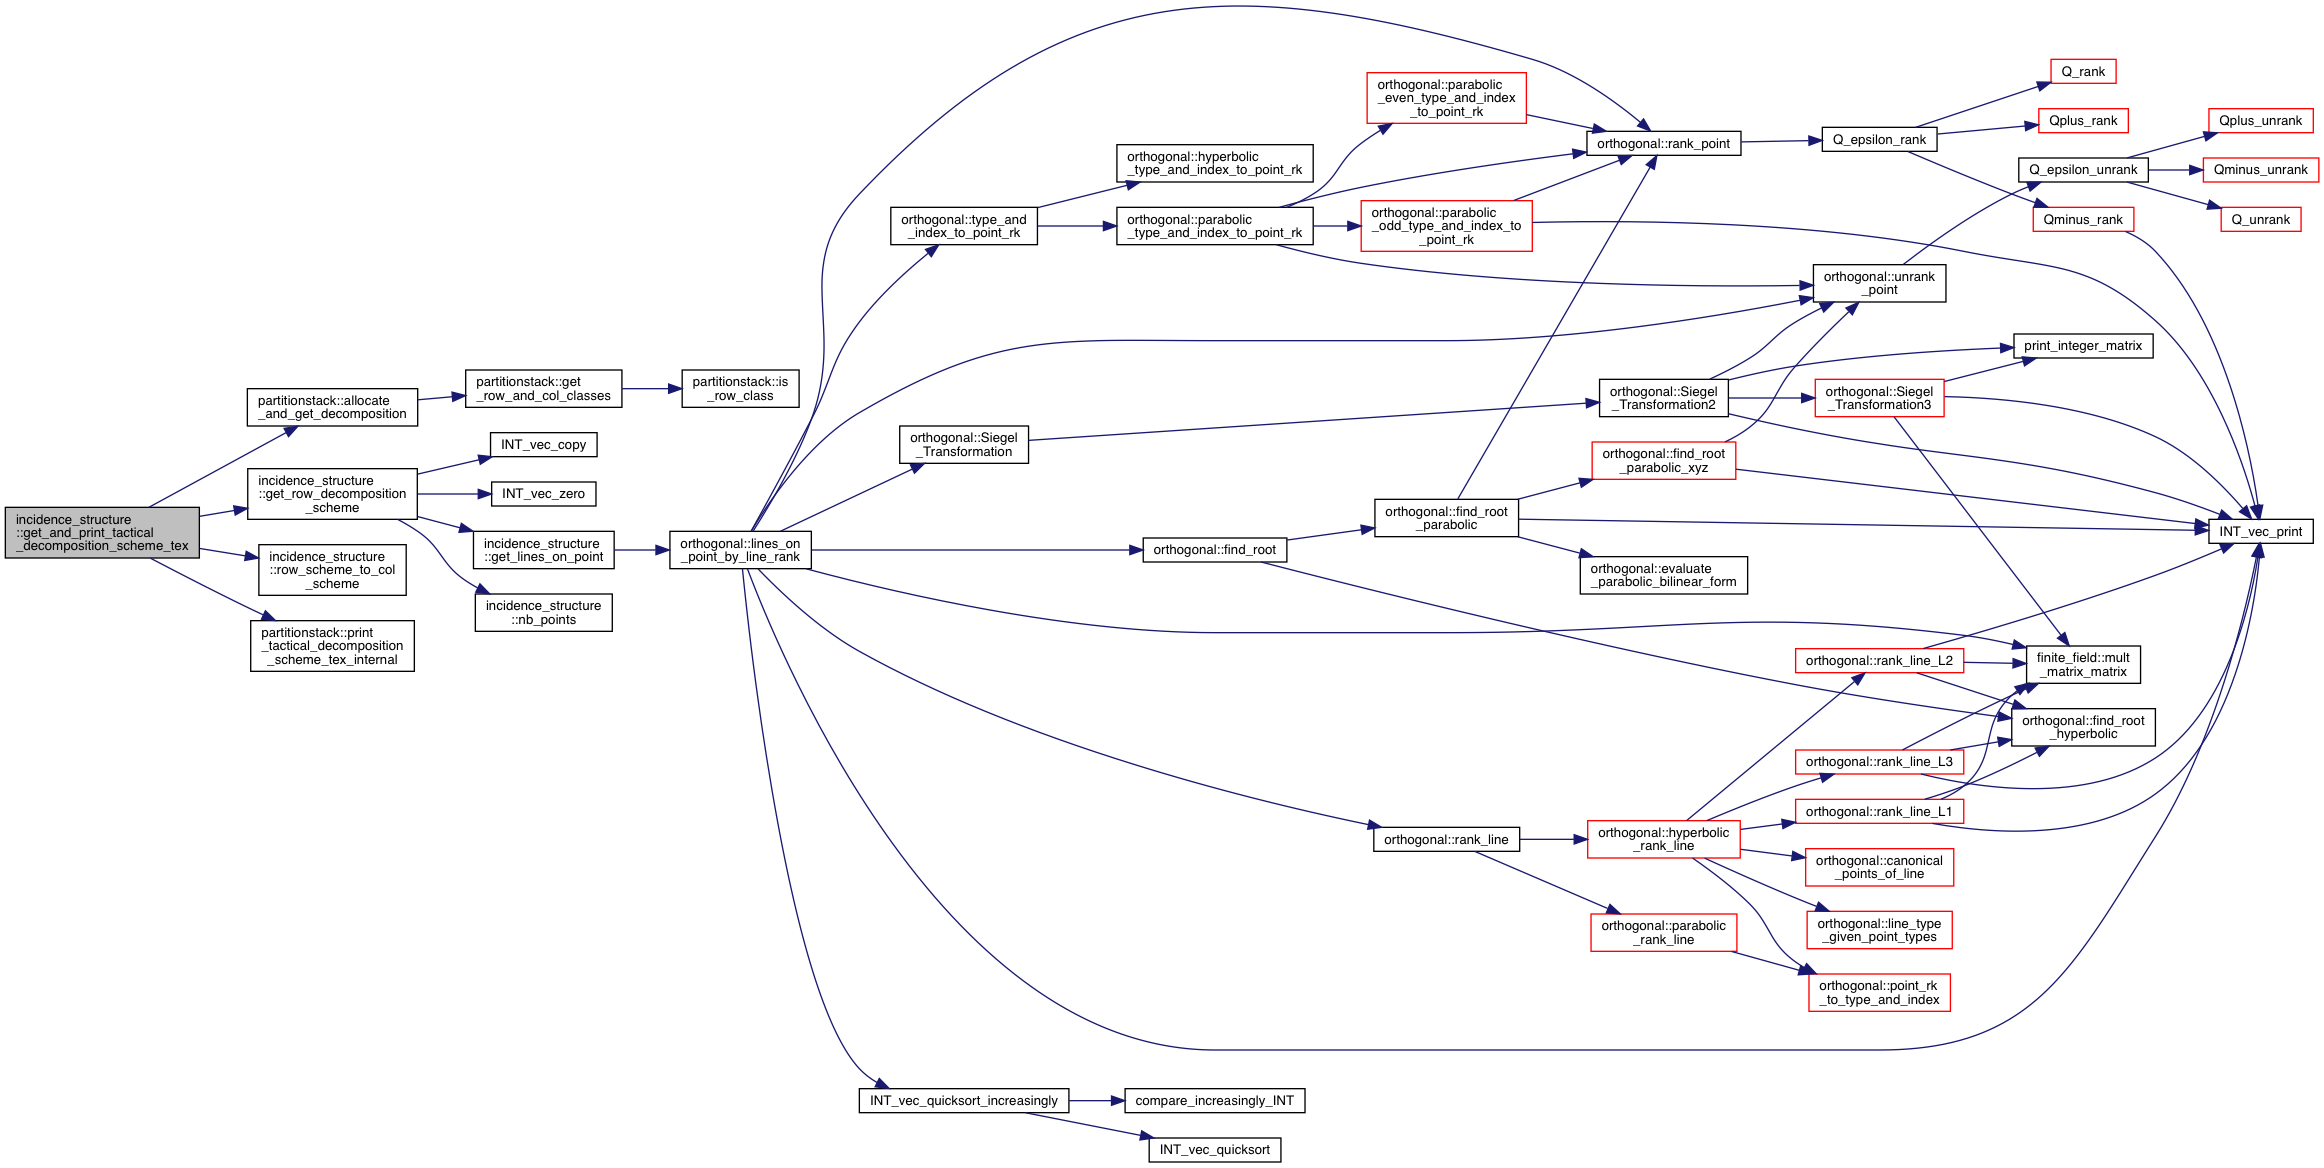 incidence_structure
::get_and_print_tactical
_decomposition_scheme_tex
partitionstack::allocate
_and_get_decomposition
partitionstack::get
_row_and_col_classes
partitionstack::is
_row_class
incidence_structure
::get_row_decomposition
_scheme
INT_vec_copy
INT_vec_zero
incidence_structure
::get_lines_on_point
incidence_structure
::nb_points
incidence_structure
::row_scheme_to_col
_scheme
partitionstack::print
_tactical_decomposition
_scheme_tex_internal
orthogonal::lines_on
_point_by_line_rank
orthogonal::type_and
_index_to_point_rk
orthogonal::hyperbolic
_type_and_index_to_point_rk
orthogonal::parabolic
_type_and_index_to_point_rk
orthogonal::parabolic
_even_type_and_index
_to_point_rk
orthogonal::parabolic
_odd_type_and_index_to
_point_rk
orthogonal::rank_point
Q_epsilon_rank
Q_rank
Qplus_rank
Qminus_rank
orthogonal::unrank
_point
Q_epsilon_unrank
Qplus_unrank
Qminus_unrank
Q_unrank
orthogonal::Siegel
_Transformation
orthogonal::Siegel
_Transformation2
orthogonal::Siegel
_Transformation3
print_integer_matrix
INT_vec_print
orthogonal::find_root
orthogonal::find_root
_parabolic
orthogonal::find_root
_parabolic_xyz
orthogonal::evaluate
_parabolic_bilinear_form
finite_field::mult
_matrix_matrix
orthogonal::find_root
_hyperbolic
orthogonal::rank_line
orthogonal::hyperbolic
_rank_line
orthogonal::parabolic
_rank_line
orthogonal::rank_line_L2
orthogonal::rank_line_L3
orthogonal::rank_line_L1
orthogonal::canonical
_points_of_line
orthogonal::line_type
_given_point_types
orthogonal::point_rk
_to_type_and_index
INT_vec_quicksort_increasingly
compare_increasingly_INT
INT_vec_quicksort